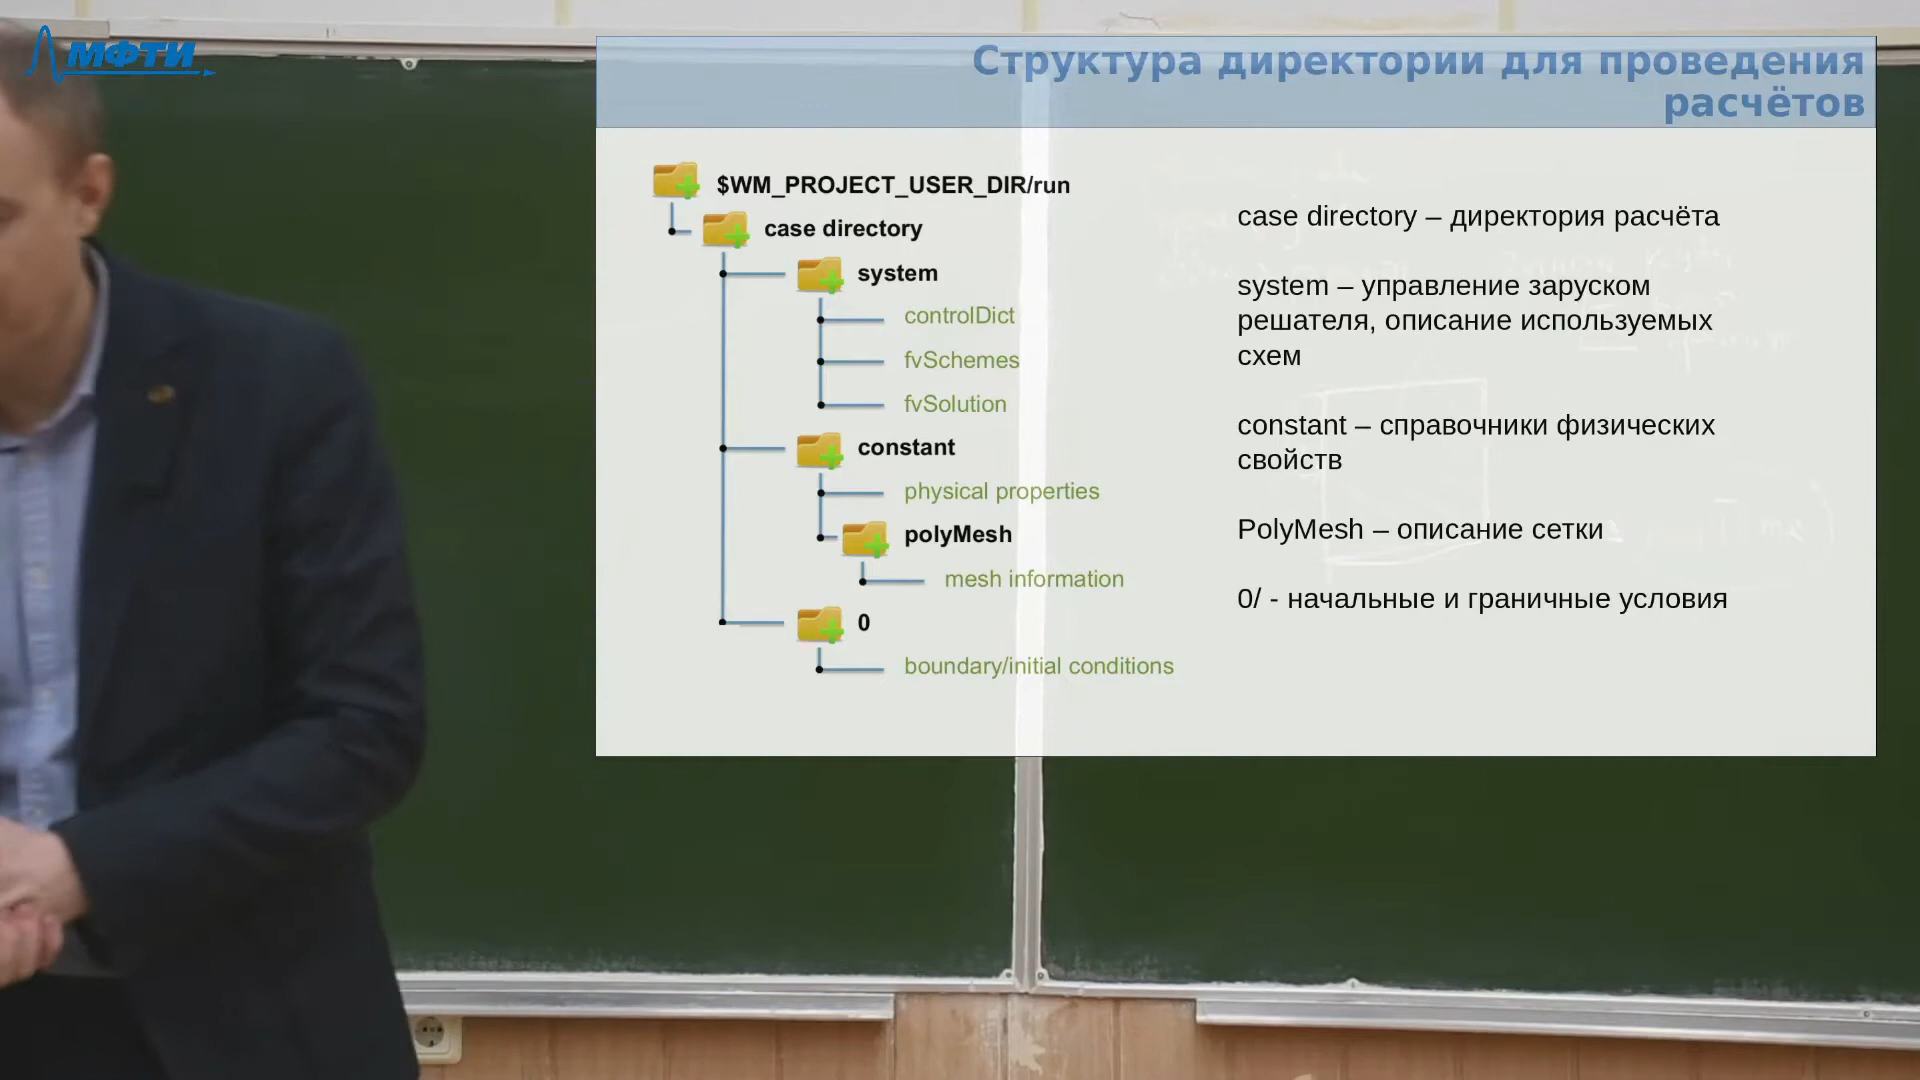 МФТИ
Структура директории для проведения
расчётов
$WM_PROJECT_USER_DIR/run
case directory
system
controlDict
fvSchemes
fvSolution
constant
physical properties
polyMesh
mesh information
0
boundary/initial conditions
case directory – директория расчёта
system – управление заруском
решателя, описание используемых
схем
constant – справочники физических
свойств
PolyMesh – описание сетки
0/ - начальные и граничные условия